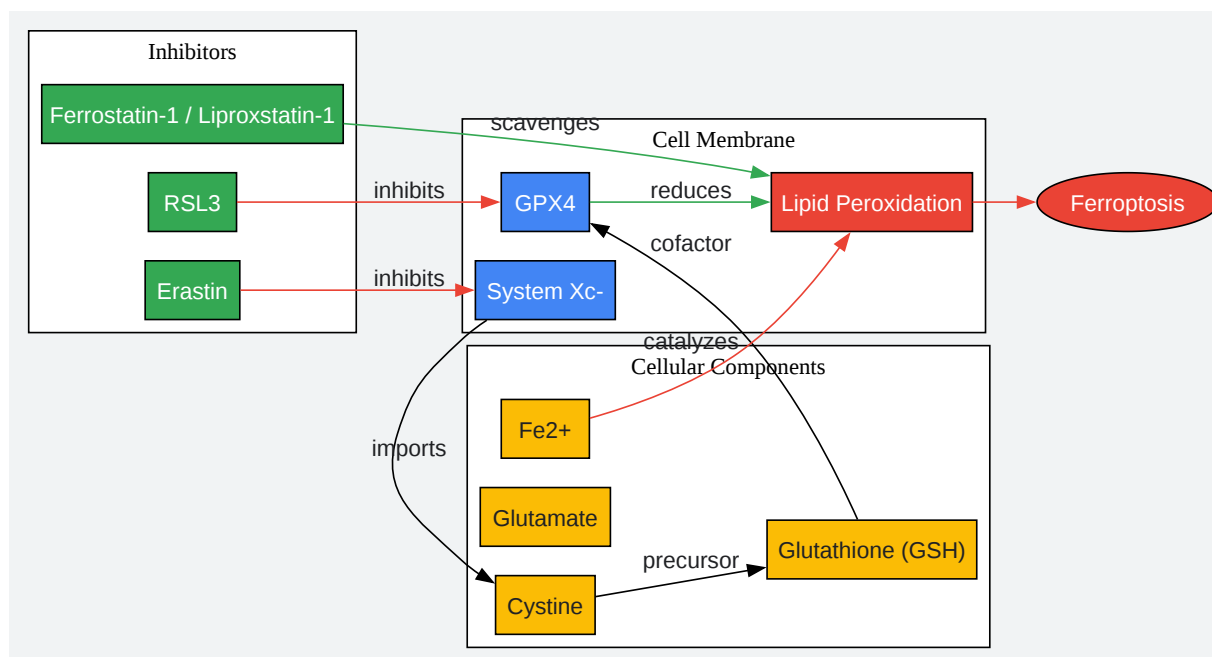 Inhibitors
Ferrostatin-1 / Liproxstatin-1
scavenges
Cell Membrane
RSL3
inhibits
GPX4
reduces
Lipid Peroxidation
Ferroptosis
cofactor
Erastin
inhibits
System Xc-
catalyzes
Cellular Components
Fe2+
imports
Glutamate
Glutathione (GSH)
precursor
Cystine